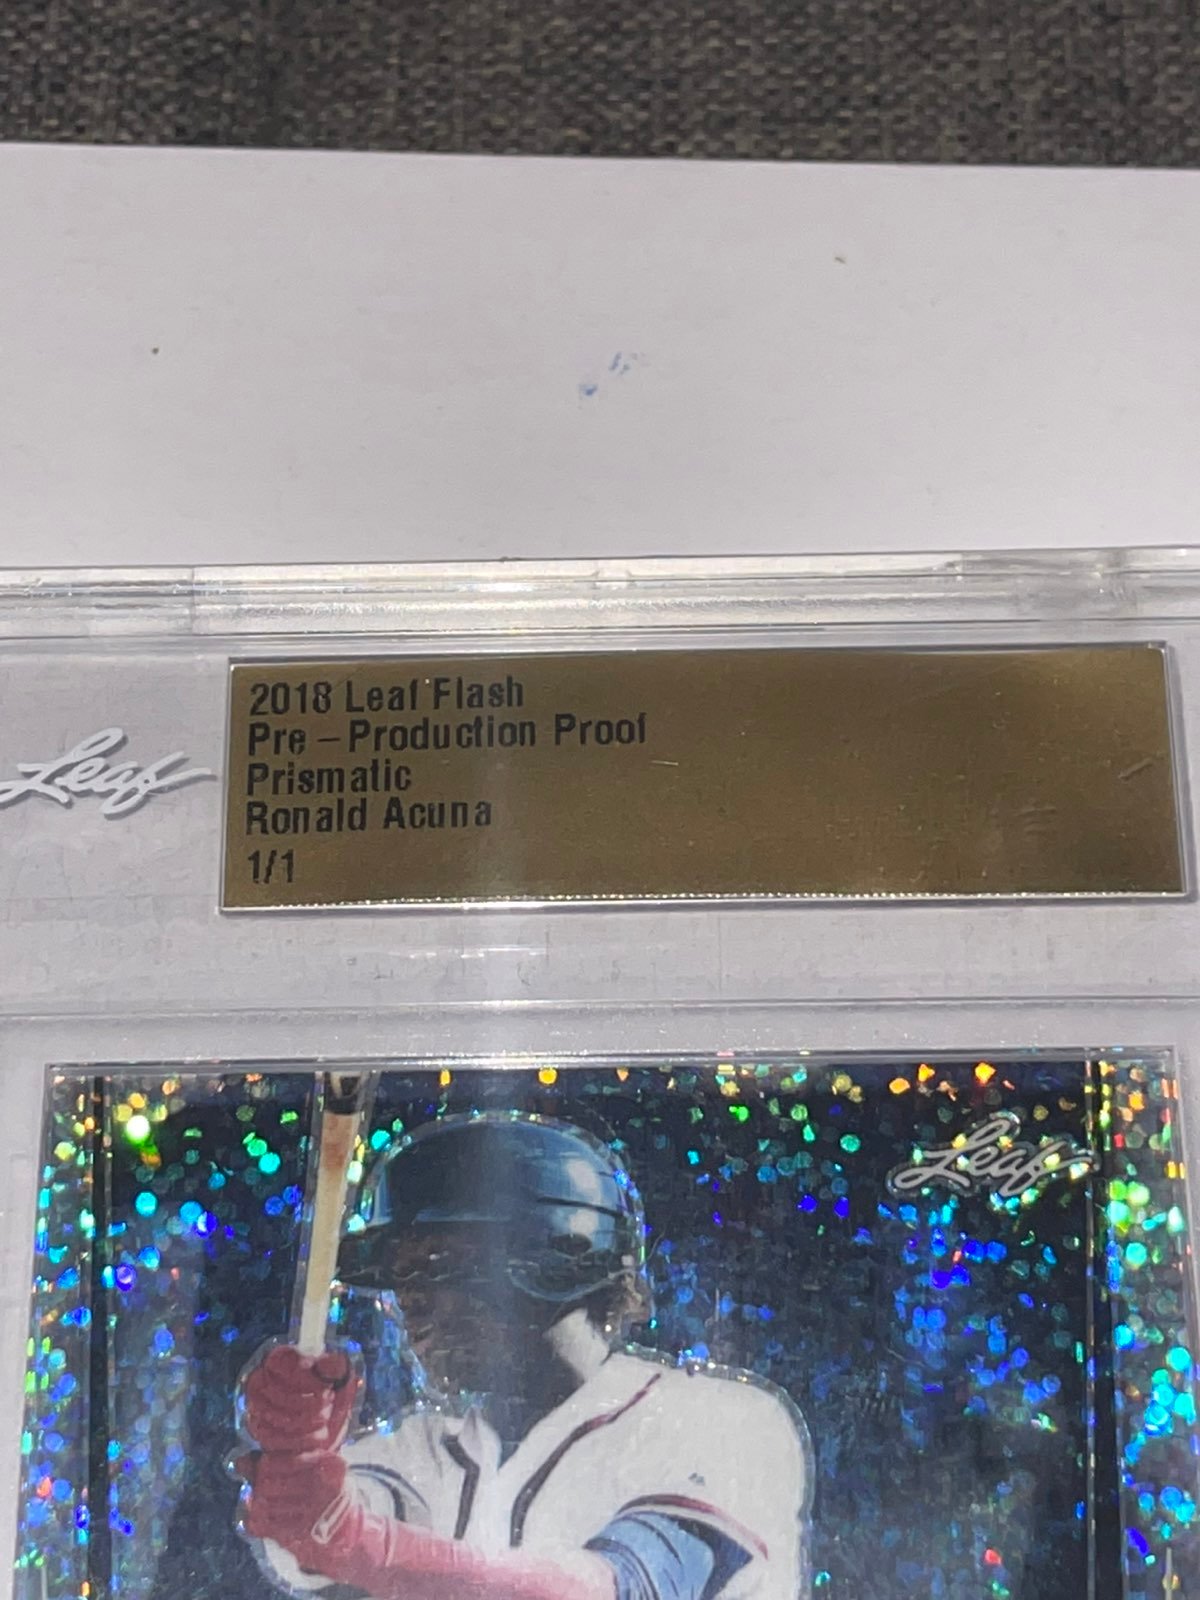 2018 Leaf Flash
Pre - Production Proof
Prismatic
Ronald Acuna
1/1
Leaf
Leaf